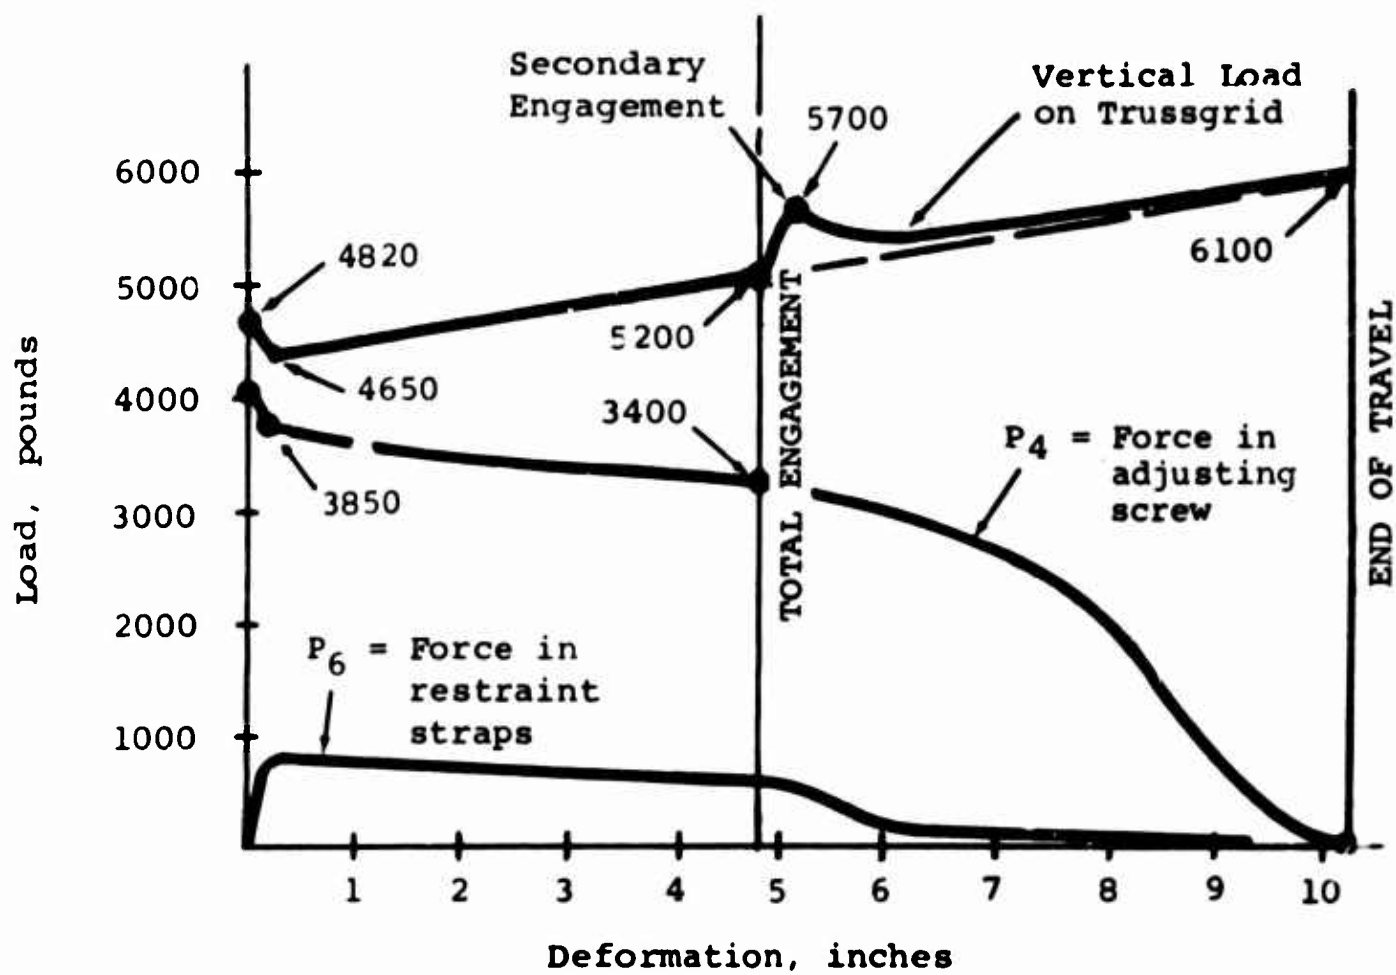 Secondary
Engagement
5700
Vertical Load
on Trussgrid
6000
5000
4000
3000
2000
1000
Load, pounds
4820
4650
5200
6100
3400
3850
TOTAL ENGAGEMENT
END OF TRAVEL
P4 = Force in
adjusting
screw
P6 = Force in
restraint
straps
1 2 3 4 5 6 7 8 9 10
Deformation, inches